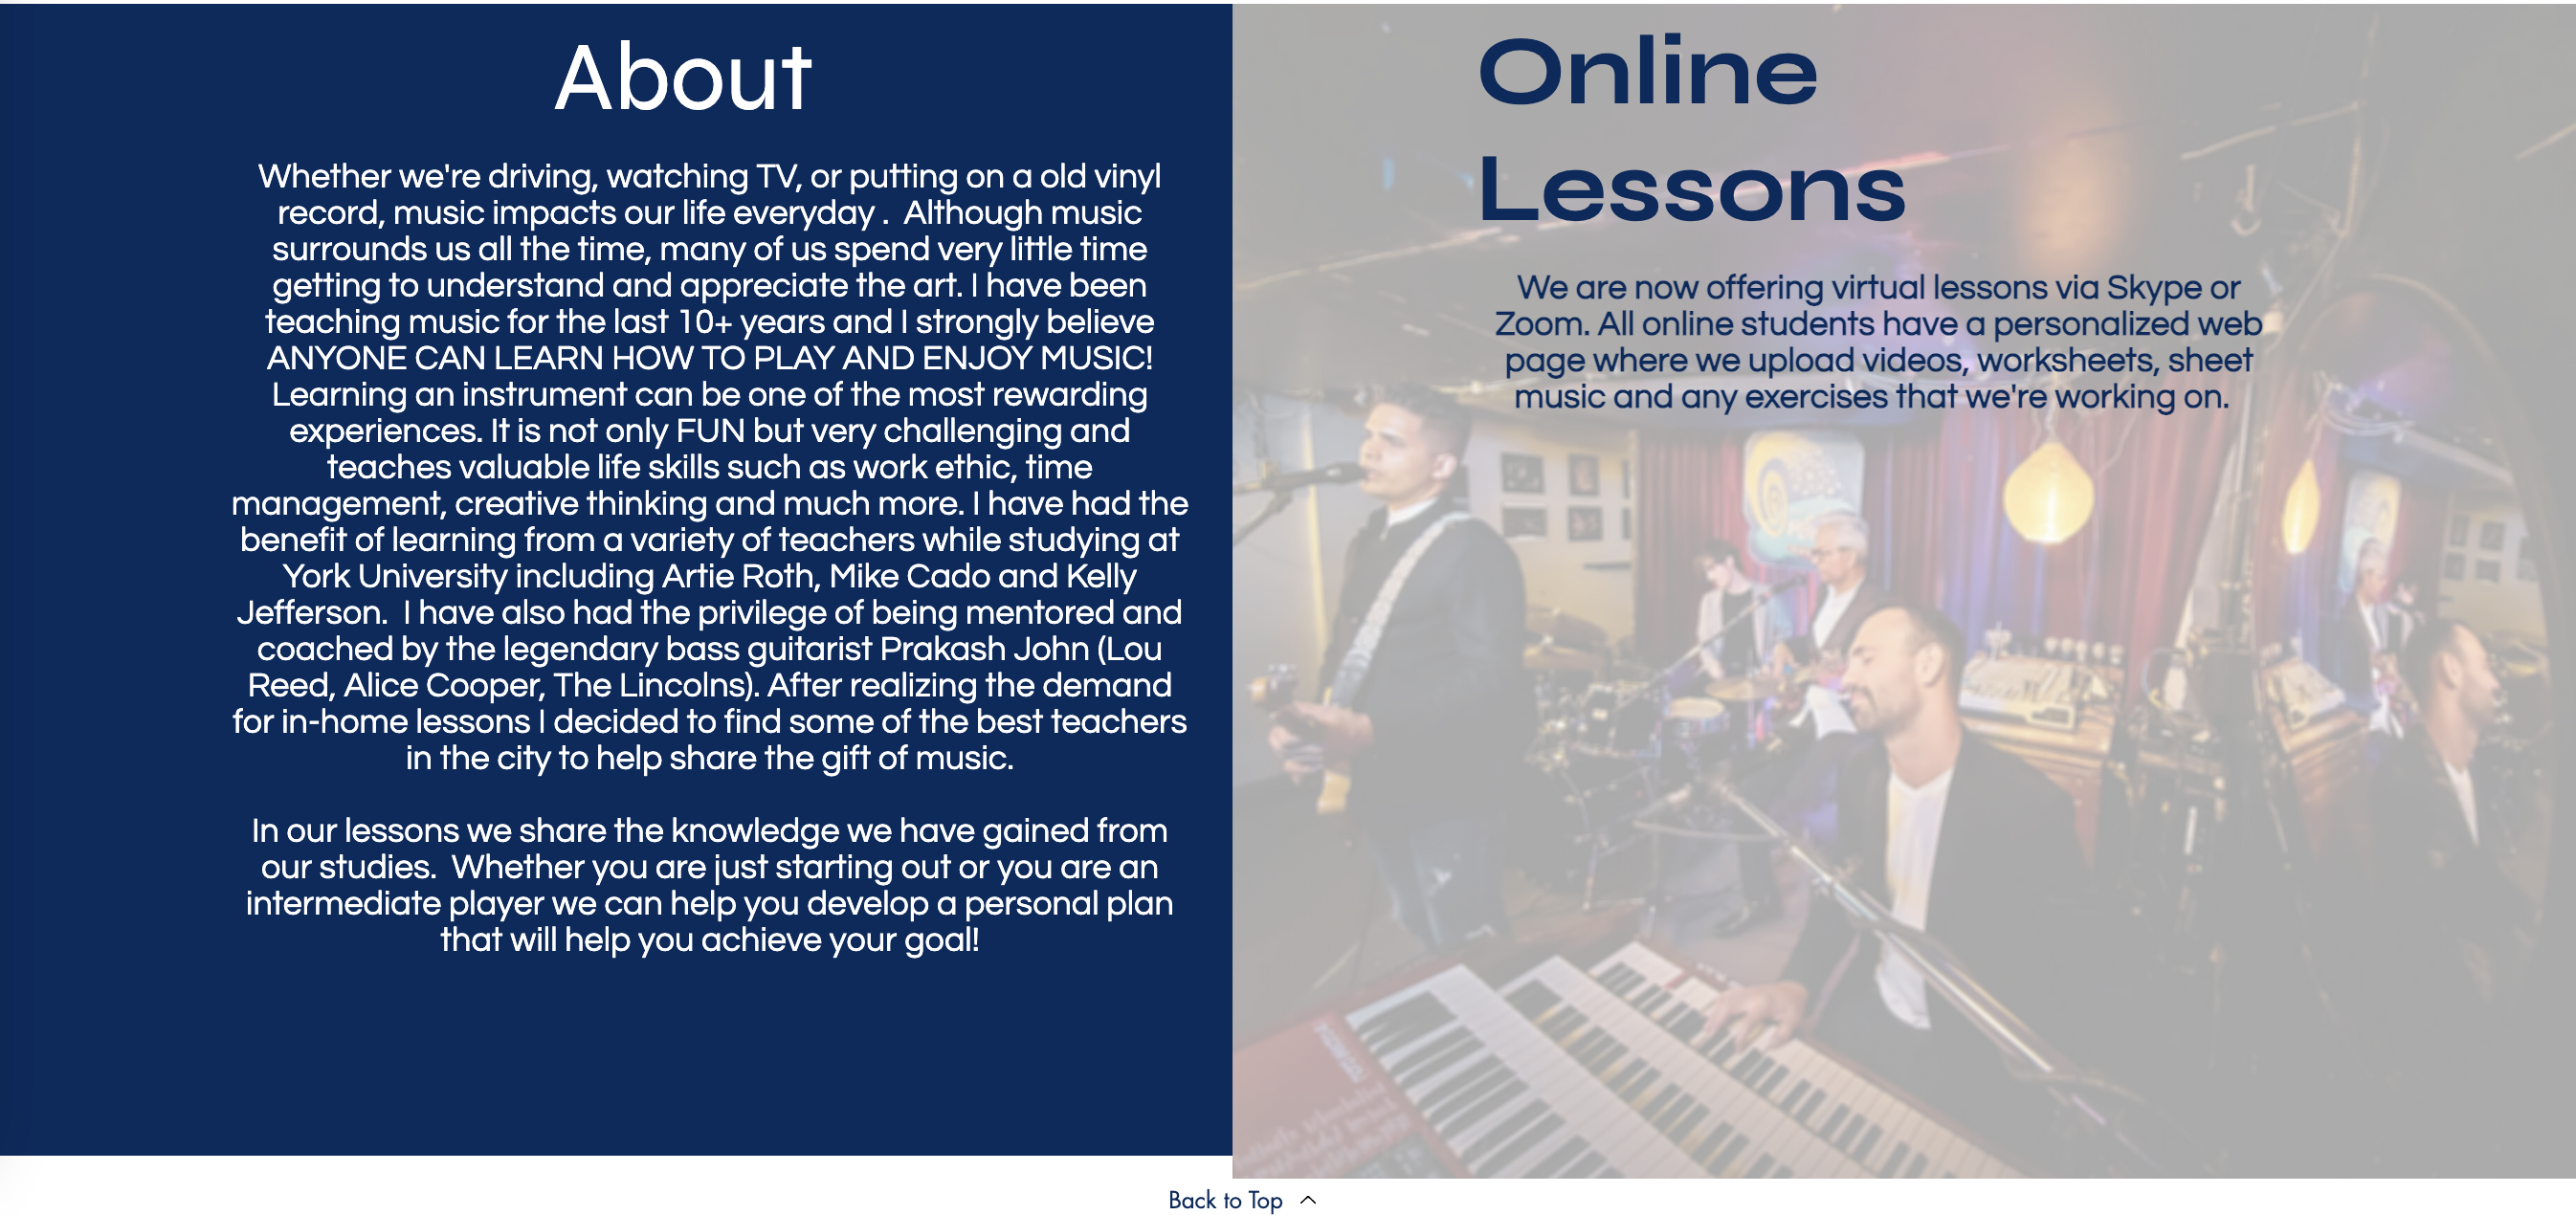 About
Whether we're driving, watching TV, or putting on a old vinyl
record, music impacts our life everyday .  Although music
surrounds us all the time, many of us spend very little time
getting to understand and appreciate the art. I have been
teaching music for the last 10+ years and I strongly believe
ANYONE CAN LEARN HOW TO PLAY AND ENJOY MUSIC!
Learning an instrument can be one of the most rewarding
experiences. It is not only FUN but very challenging and
teaches valuable life skills such as work ethic, time
management, creative thinking and much more. I have had the
benefit of learning from a variety of teachers while studying at
York University including Artie Roth, Mike Cado and Kelly
Jefferson.  I have also had the privilege of being mentored and
coached by the legendary bass guitarist Prakash John (Lou
Reed, Alice Cooper, The Lincolns). After realizing the demand
for in-home lessons I decided to find some of the best teachers
in the city to help share the gift of music.
In our lessons we share the knowledge we have gained from
our studies.  Whether you are just starting out or you are an
intermediate player we can help you develop a personal plan
that will help you achieve your goal!
Online
Lessons
We are now offering virtual lessons via Skype or
Zoom. All online students have a personalized web
page where we upload videos, worksheets, sheet
music and any exercises that we're working on.
Back to Top